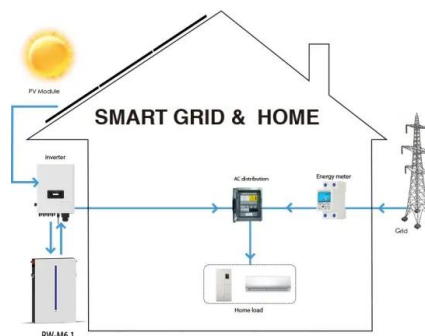 PV Module
SMART GRID & HOME
Inverter
AC distribution
Energy meter
Grid
Home load
RW-M6.1